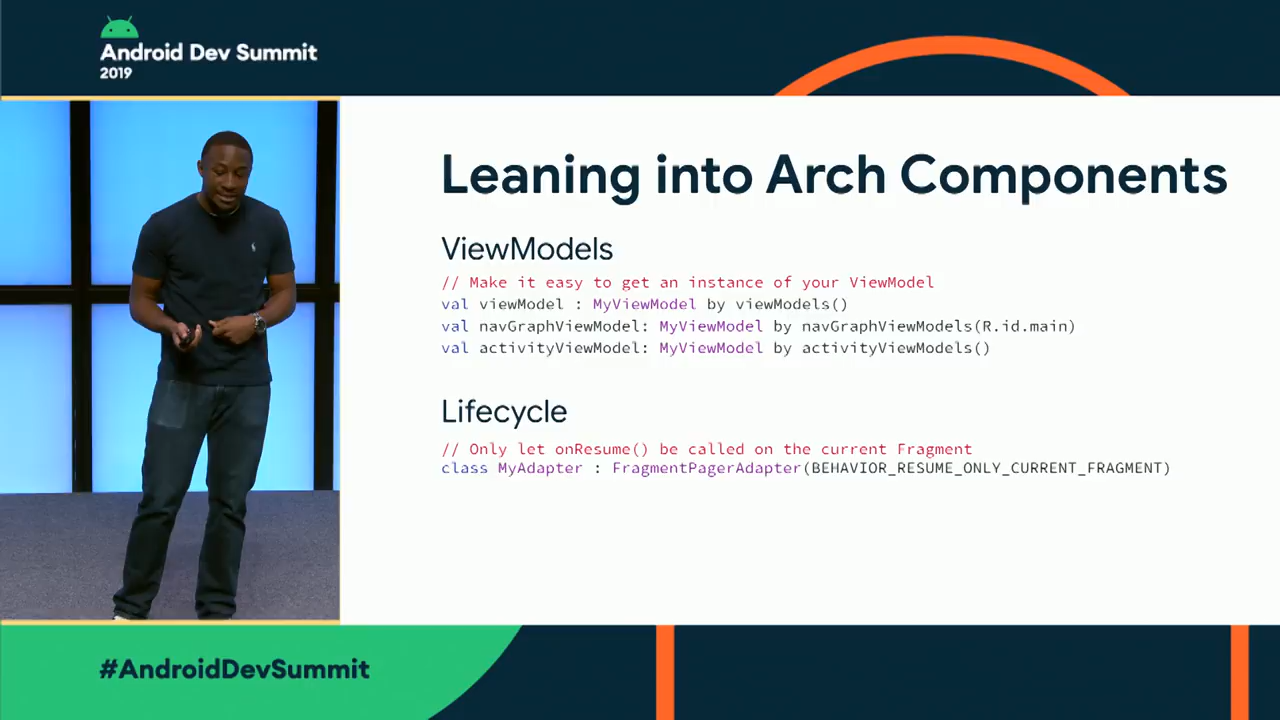 Android Dev Summit
2019
Leaning into Arch Components
ViewModels
// Make it easy to get an instance of your ViewModel
val viewModel : MyViewModel by viewModels()
val navGraphViewModel: MyViewModel by navGraphViewModels(R.id.main)
val activityViewModel: MyViewModel by activityViewModels()
Lifecycle
// Only let onResume() be called on the current Fragment
class MyAdapter : FragmentPagerAdapter(BEHAVIOR_RESUME_ONLY_CURRENT_FRAGMENT)
#AndroidDevSummit